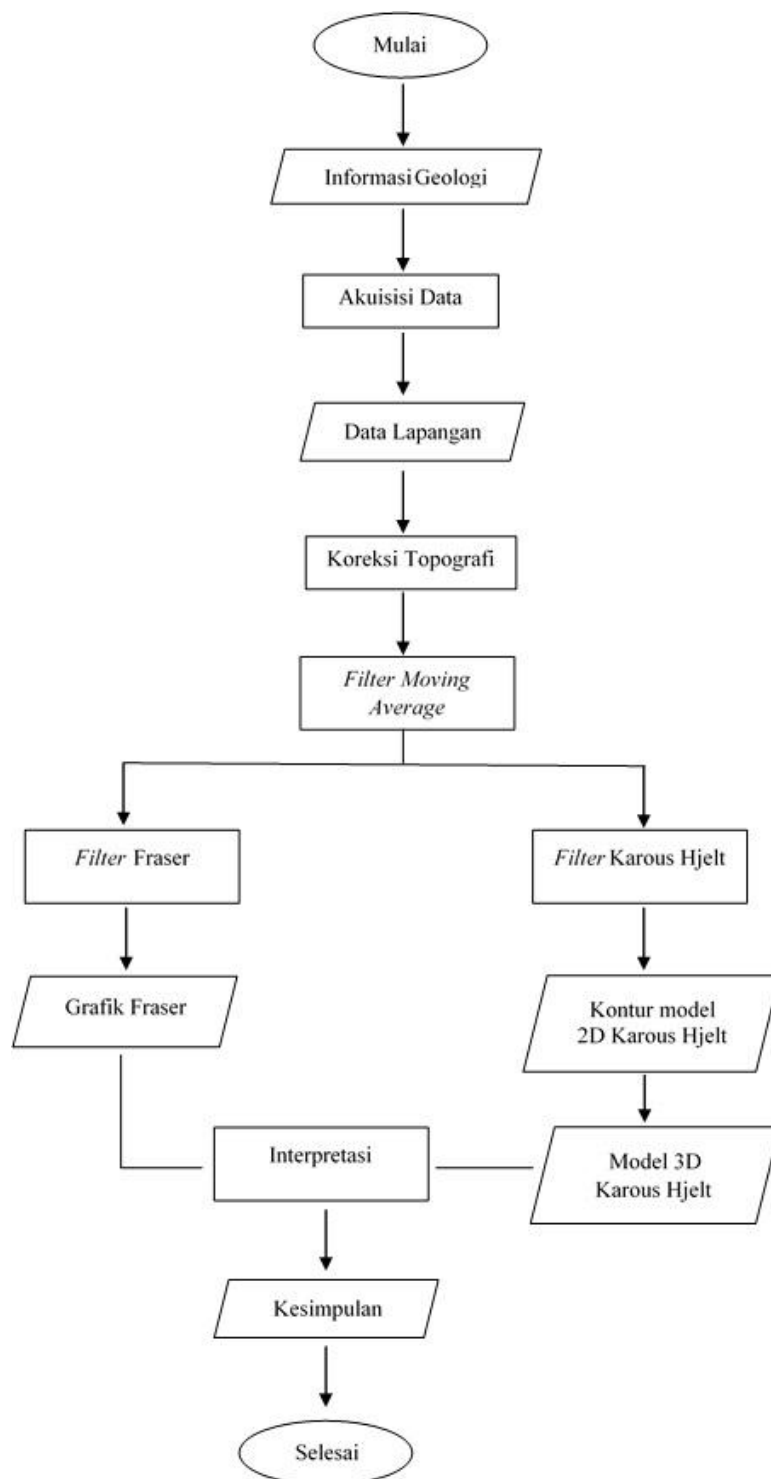 Mulai
Informasi Geologi
Akuisisi Data
Data Lapangan
Koreksi Topografi
Filter Moving
Average
Filter Fraser
Filter Karous Hjelt
Grafik Fraser
Kontur model
2D Karous Hjelt
Interpretasi
Model 3D
Karous Hjelt
Kesimpulan
Selesai